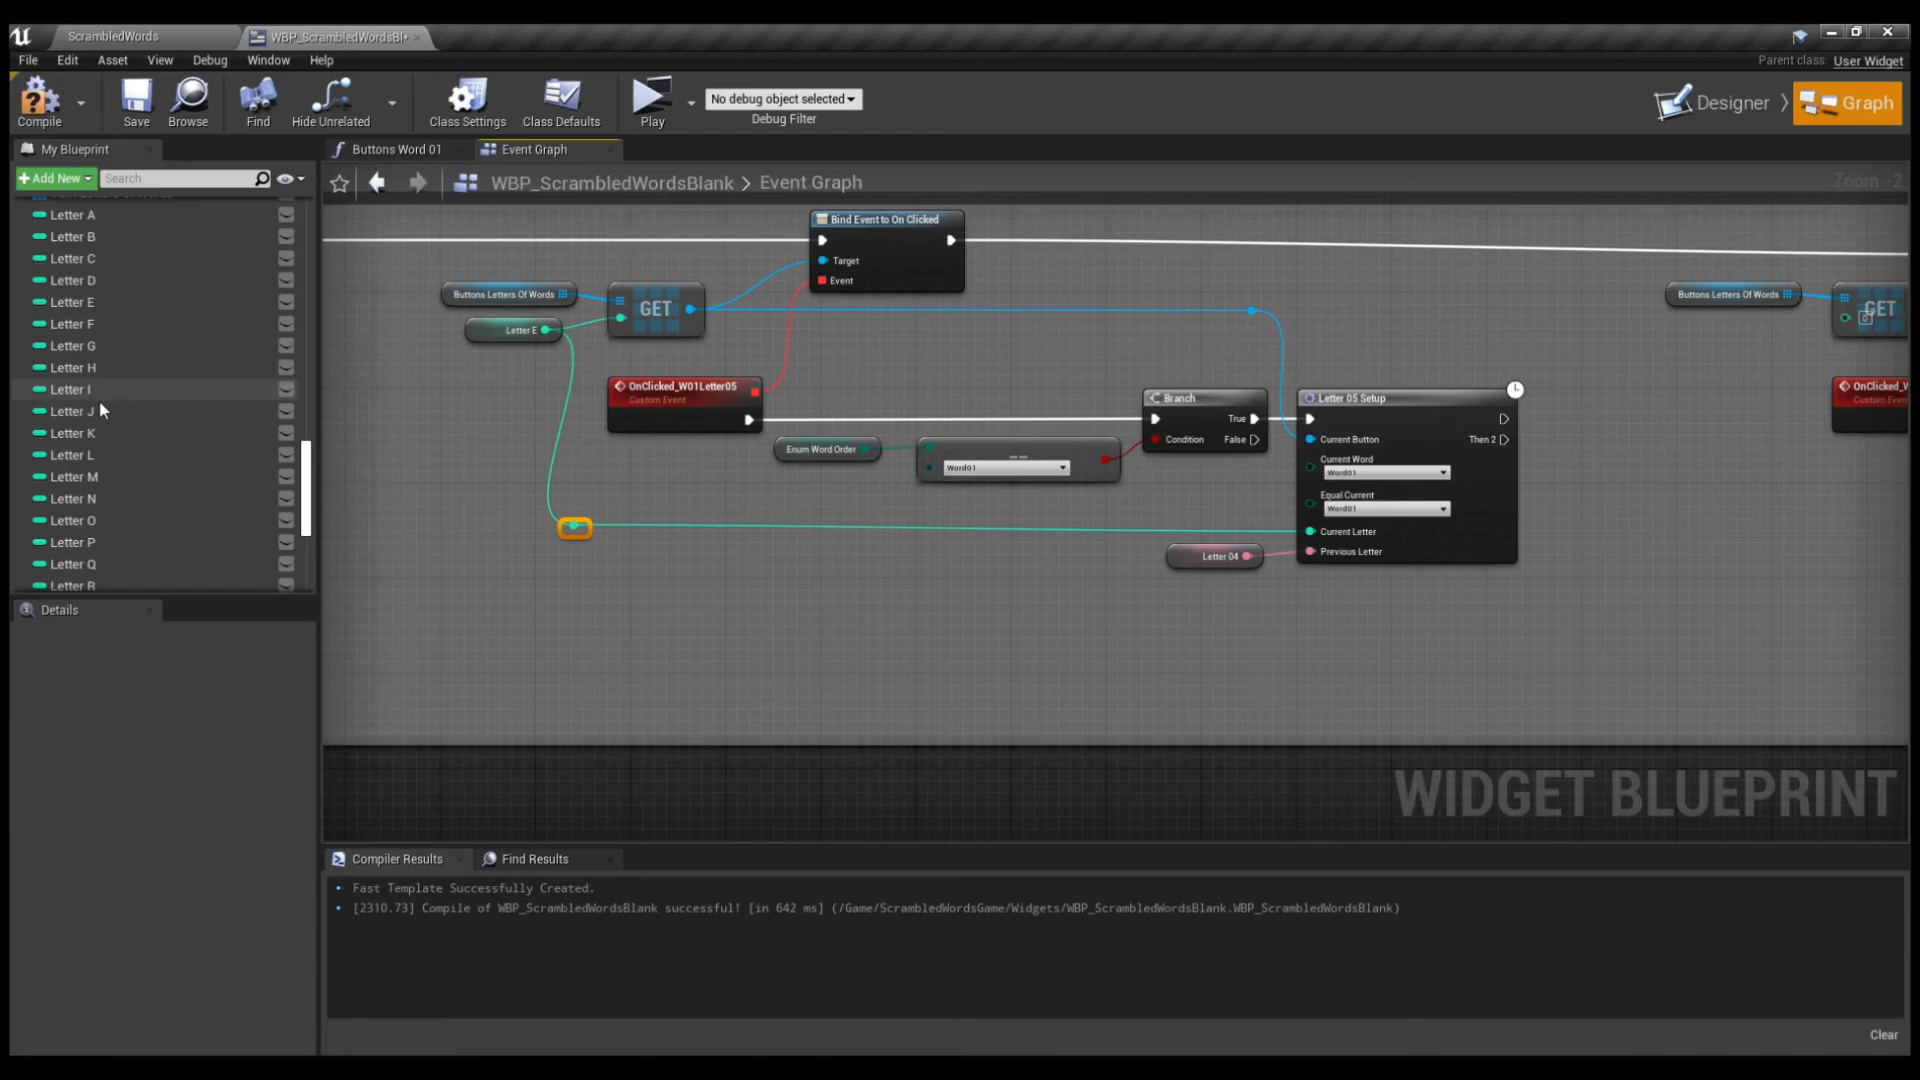 ScrambledWords
WBP_ScrambledWordsBl•
File Edit Asset View Debug Window Help
Parent class: User Widget
Compile
Save
Browse
Find
Hide Unrelated
Class Settings
Class Defaults
Play
No debug object selected
Debug Filter
Designer
Graph
My Blueprint
Buttons Word 01
Event Graph
+ Add New
Search
WBP_ScrambledWordsBlank > Event Graph
Zoom -2
Letter A
Letter B
Letter C
Letter D
Letter E
Letter F
Letter G
Letter H
Letter I
Letter J
Letter K
Letter L
Letter M
Letter N
Letter O
Letter P
Letter Q
Letter R
Details
Bind Event to On Clicked
Target
Event
Buttons Letters Of Words
GET
Letter E
OnClicked_W01Letter05
Custom Event
Enum Word Order
==
Word01
Branch
True
Condition
False
Letter 05 Setup
Current Button
Then 2
Current Word
Word01
Equal Current
Word01
Current Letter
Previous Letter
Letter 04
Buttons Letters Of Words
GET
0
OnClicked_W
Custom Event
WIDGET BLUEPRINT
Compiler Results
Find Results
• Fast Template Successfully Created.
• [2310.73] Compile of WBP_ScrambledWordsBlank successful! [in 642 ms] (/Game/ScrambledWordsGame/Widgets/WBP_ScrambledWordsBlank.WBP_ScrambledWordsBlank)
Clear